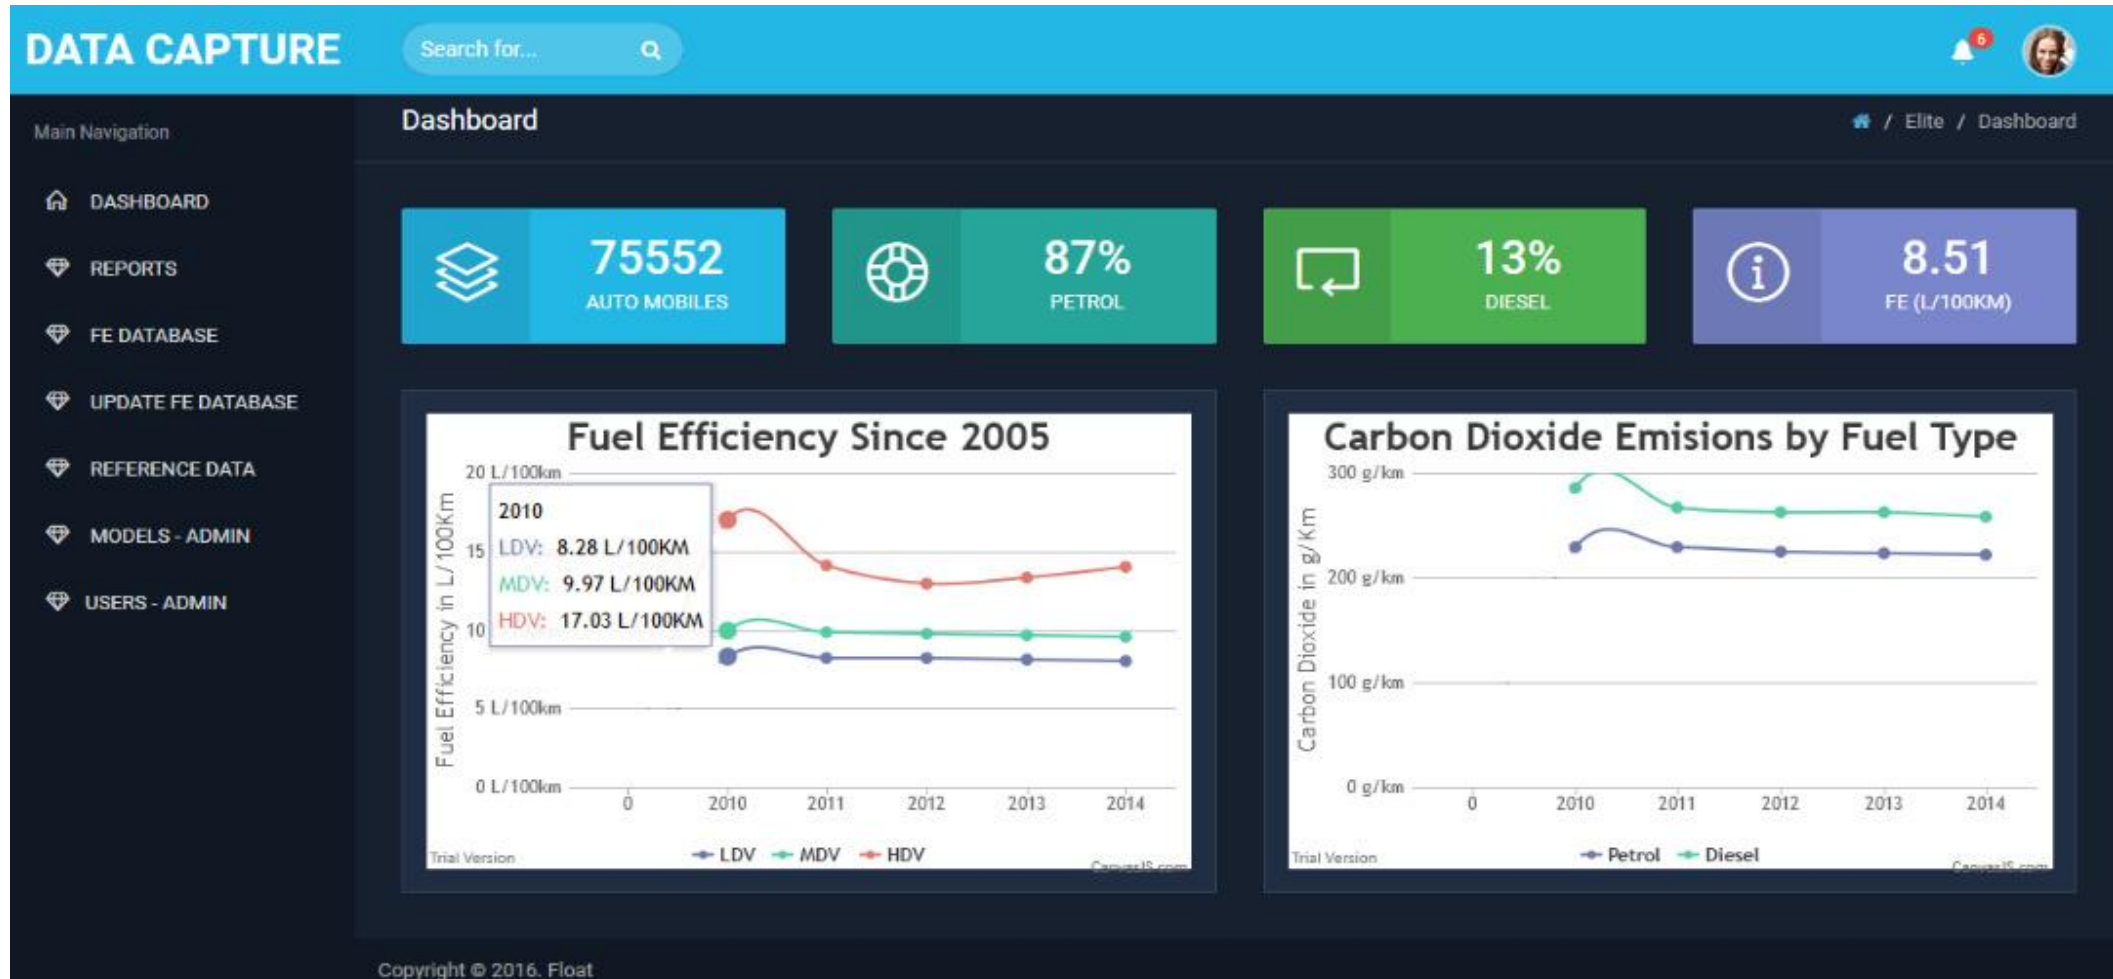 DATA CAPTURE
Search for...
6
Main Navigation
DASHBOARD
REPORTS
FE DATABASE
UPDATE FE DATABASE
REFERENCE DATA
MODELS - ADMIN
USERS - ADMIN
Dashboard
/ Elite / Dashboard
75552
AUTO MOBILES
87%
PETROL
13%
DIESEL
8.51
FE (L/100KM)
Fuel Efficiency Since 2005
Fuel Efficiency in L/100Km
20 L/100km
15
10
5 L/100km
0 L/100km
2010
LDV: 8.28 L/100KM
MDV: 9.97 L/100KM
HDV: 17.03 L/100KM
0 2010 2011 2012 2013 2014
LDV MDV HDV
Trial Version
CanvasJS.com
Carbon Dioxide Emisions by Fuel Type
Carbon Dioxide in g/Km
300 g/km
200 g/km
100 g/km
0 g/km
0 2010 2011 2012 2013 2014
Petrol Diesel
Trial Version
CanvasJS.com
Copyright © 2016. Float